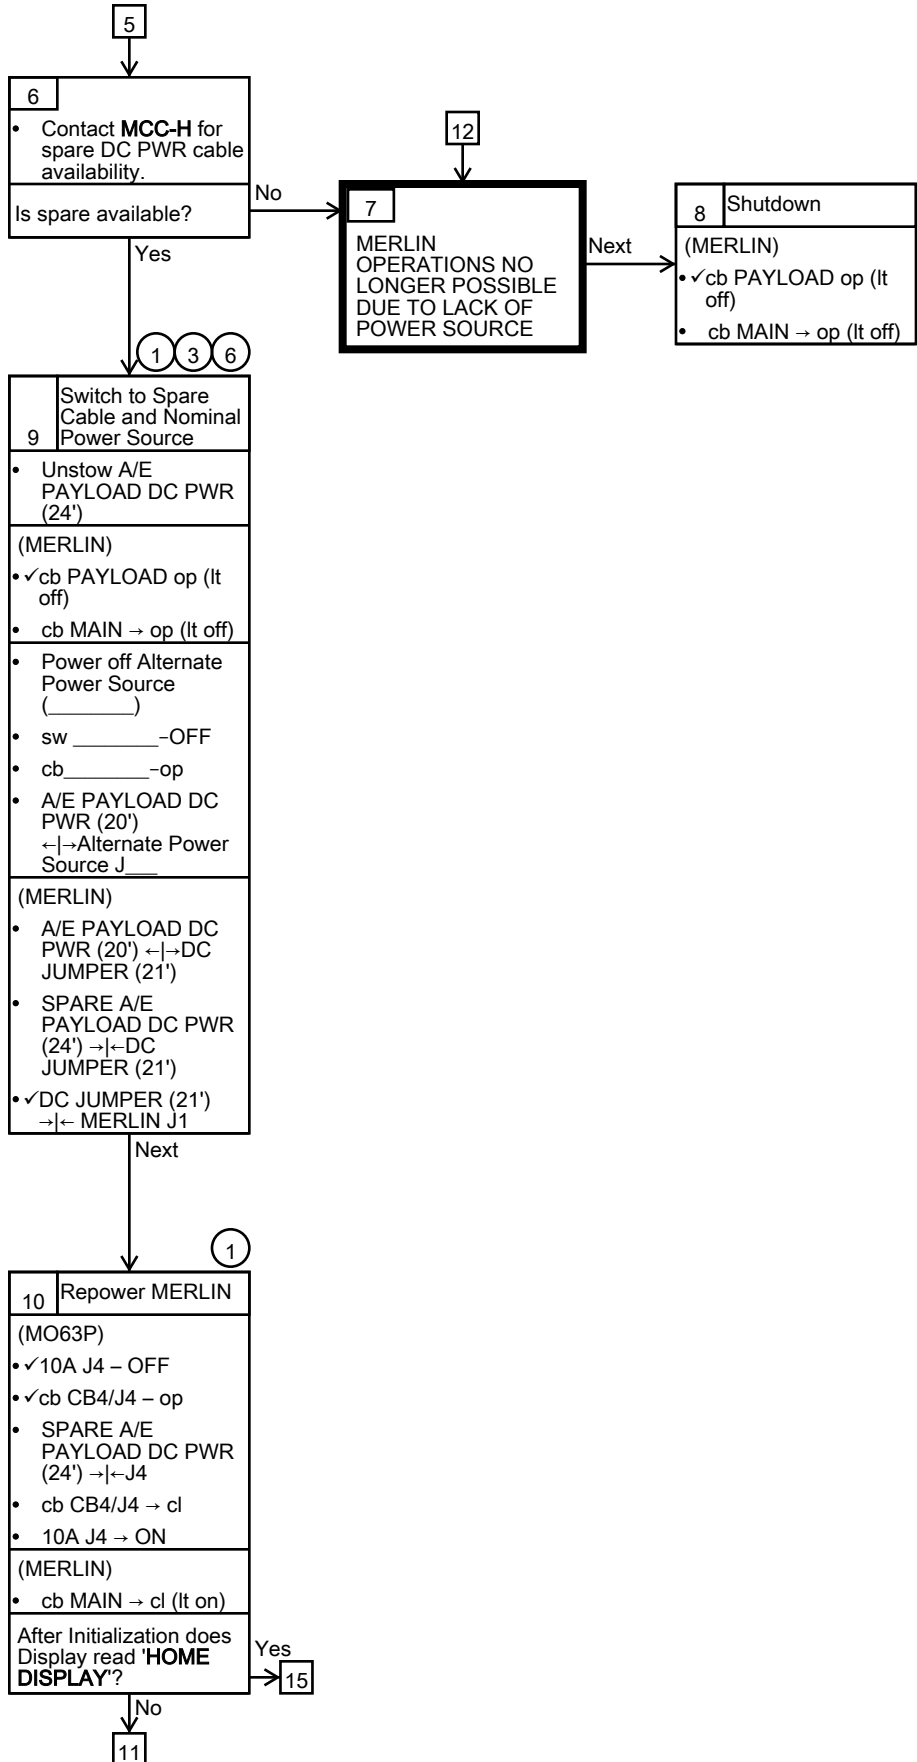 5
6
• Contact MCC-H for
spare DC PWR cable
availability.
Is spare available?
No
Yes
12
7
MERLIN
OPERATIONS NO
LONGER POSSIBLE
DUE TO LACK OF
POWER SOURCE
Next
8
Shutdown
(MERLIN)
• ✓cb PAYLOAD op (lt
off)
• cb MAIN → op (lt off)
1 3 6
Switch to Spare
Cable and Nominal
9 Power Source
• Unstow A/E
PAYLOAD DC PWR
(24')
(MERLIN)
• ✓cb PAYLOAD op (lt
off)
• cb MAIN → op (lt off)
• Power off Alternate
Power Source
(________)
• sw ________–OFF
• cb________–op
• A/E PAYLOAD DC
PWR (20')
←|→Alternate Power
Source J___
(MERLIN)
• A/E PAYLOAD DC
PWR (20') ←|→DC
JUMPER (21')
• SPARE A/E
PAYLOAD DC PWR
(24') →|←DC
JUMPER (21')
• ✓DC JUMPER (21')
→|← MERLIN J1
Next
1
10 Repower MERLIN
(MO63P)
• ✓10A J4 – OFF
• ✓cb CB4/J4 – op
• SPARE A/E
PAYLOAD DC PWR
(24') →|←J4
• cb CB4/J4 → cl
• 10A J4 → ON
(MERLIN)
• cb MAIN → cl (lt on)
After Initialization does
Display read 'HOME
DISPLAY'?
Yes
15
No
11